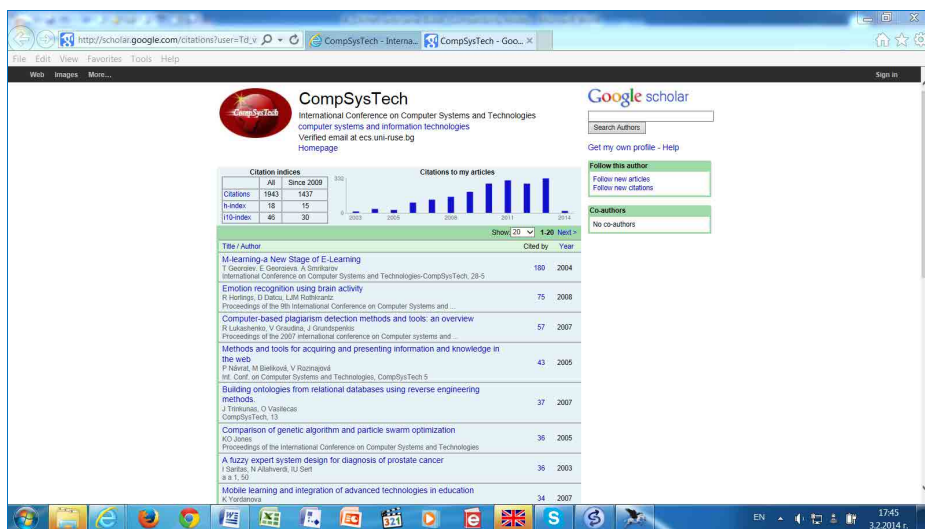 http://scholar.google.com/citations?user=Td_v
CompSysTech - Interna...
CompSysTech - Goo...
File Edit View Favorites Tools Help
Web Images More...
Sign in
CompSysTech
CompSysTech
International Conference on Computer Systems and Technologies
computer systems and information technologies
Verified email at ecs.uni-ruse.bg
Homepage
Google scholar
Search Authors
Get my own profile - Help
Citation indices
All Since 2009
Citations 1943 1437
h-index 18 15
i10-index 46 30
Citations to my articles
332
0
2003 2005 2008 2011 2014
Follow this author
Follow new articles
Follow new citations
Co-authors
No co-authors
Show: 20 1-20 Next >
Title / Author Cited by Year
M-learning-a New Stage of E-Learning 180 2004
T Georgiev, E Georgieva, A Smrikarov
International Conference on Computer Systems and Technologies-CompSysTech, 28-5
Emotion recognition using brain activity 75 2008
R Horlings, D Datcu, LJM Rothkrantz
Proceedings of the 9th International Conference on Computer Systems and ...
Computer-based plagiarism detection methods and tools: an overview 57 2007
R Lukashenko, V Graudina, J Grundspenkis
Proceedings of the 2007 international conference on Computer systems and ...
Methods and tools for acquiring and presenting information and knowledge in
the web 43 2005
P Návrat, M Bieliková, V Rozinajová
Int. Conf. on Computer Systems and Technologies, CompSysTech 5
Building ontologies from relational databases using reverse engineering
methods. 37 2007
J Trinkunas, O Vasilecas
CompSysTech, 13
Comparison of genetic algorithm and particle swarm optimization 36 2005
KO Jones
Proceedings of the International Conference on Computer Systems and Technologies
A fuzzy expert system design for diagnosis of prostate cancer 36 2003
I Saritas, N Allahverdi, IU Sert
a a 1, 50
Mobile learning and integration of advanced technologies in education 34 2007
K Yordanova
321
EN
17:45
3.2.2014 г.